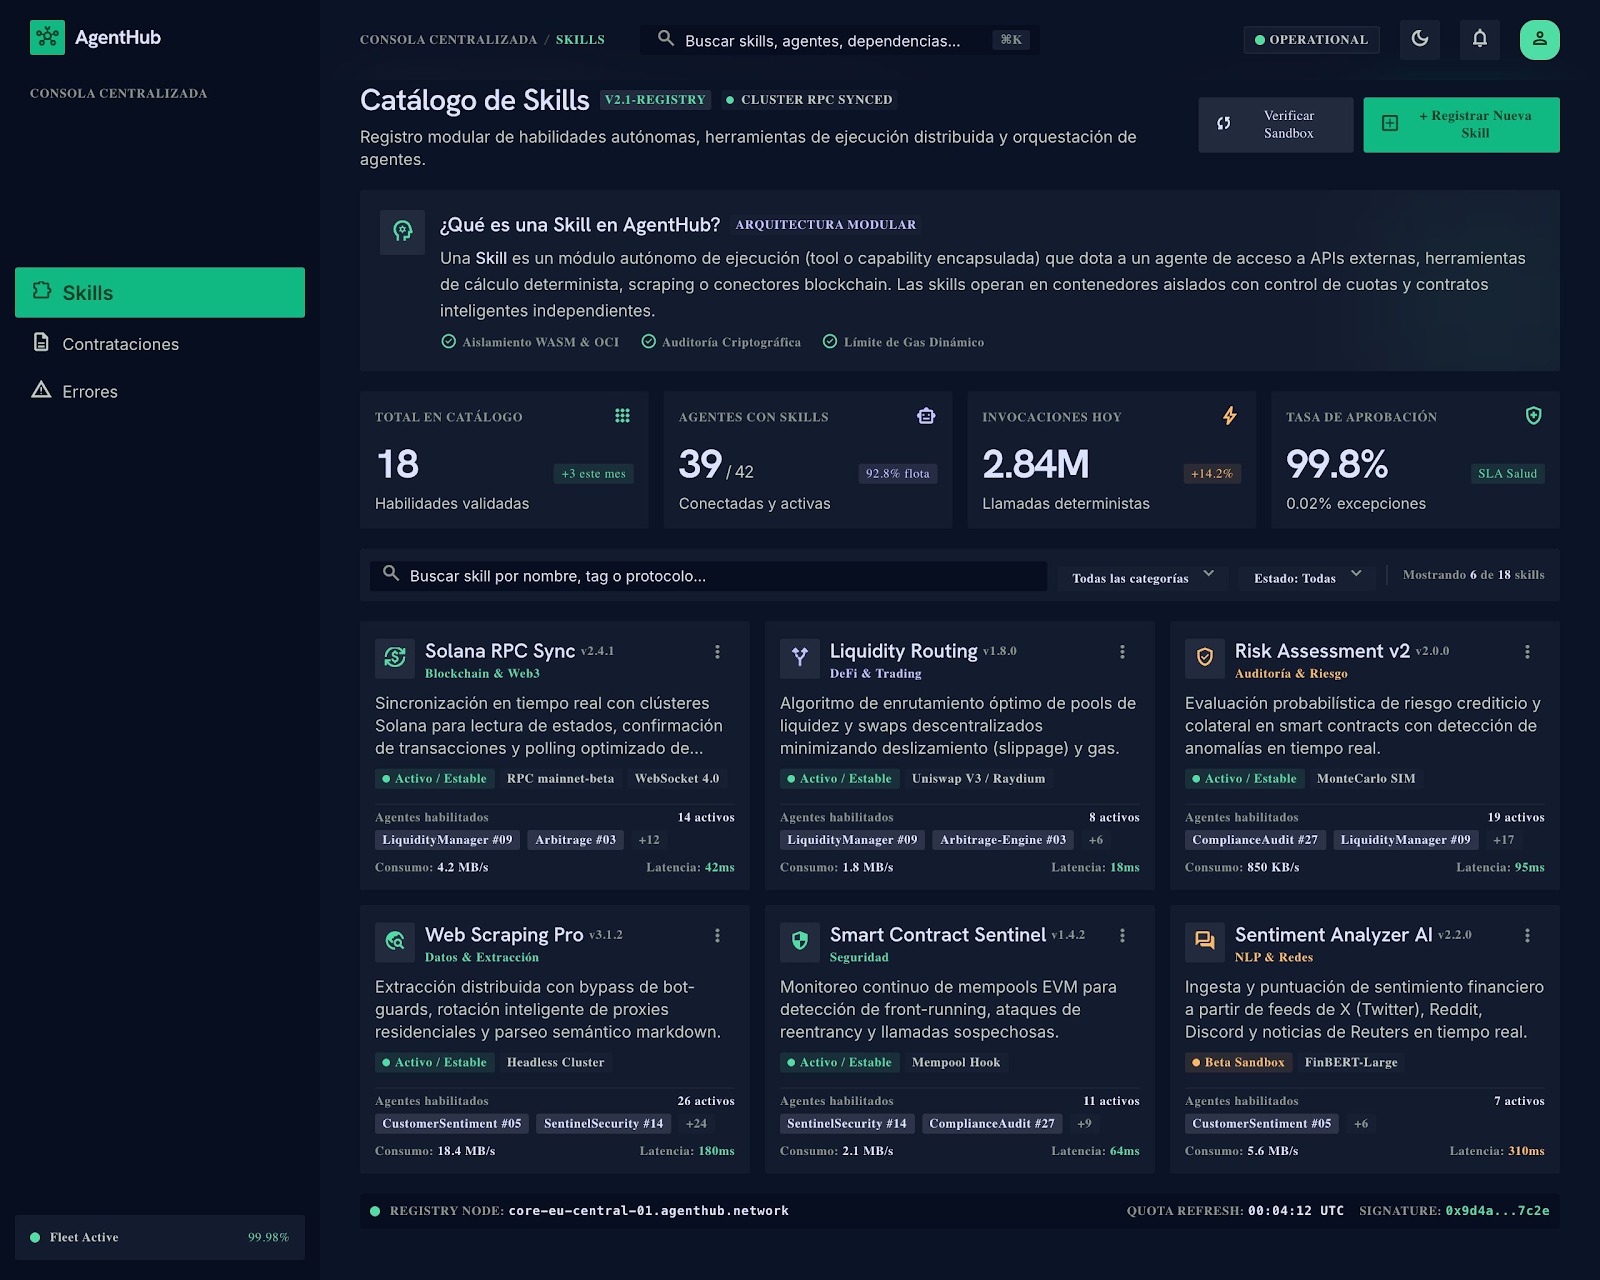 AgentHub
CONSOLA CENTRALIZADA
Skills
Contrataciones
Errores
Fleet Active 99.98%
CONSOLA CENTRALIZADA / SKILLS
Buscar skills, agentes, dependencias... ⌘K
OPERATIONAL
Catálogo de Skills V2.1-REGISTRY CLUSTER RPC SYNCED
Registro modular de habilidades autónomas, herramientas de ejecución distribuida y orquestación de
agentes.
Verificar
Sandbox
+ Registrar Nueva
Skill
¿Qué es una Skill en AgentHub? ARQUITECTURA MODULAR
Una Skill es un módulo autónomo de ejecución (tool o capability encapsulada) que dota a un agente de acceso a APIs externas, herramientas
de cálculo determinista, scraping o conectores blockchain. Las skills operan en contenedores aislados con control de cuotas y contratos
inteligentes independientes.
Aislamiento WASM & OCI Auditoría Criptográfica Límite de Gas Dinámico
TOTAL EN CATÁLOGO
18 +3 este mes
Habilidades validadas
AGENTES CON SKILLS
39 / 42 92.8% flota
Conectadas y activas
INVOCACIONES HOY
2.84M +14.2%
Llamadas deterministas
TASA DE APROBACIÓN
99.8% SLA Salud
0.02% excepciones
Buscar skill por nombre, tag o protocolo...
Todas las categorías
Estado: Todas
Mostrando 6 de 18 skills
Solana RPC Sync v2.4.1
Blockchain & Web3
Sincronización en tiempo real con clústeres
Solana para lectura de estados, confirmación
de transacciones y polling optimizado de...
Activo / Estable RPC mainnet-beta WebSocket 4.0
Agentes habilitados 14 activos
LiquidityManager #09 Arbitrage #03 +12
Consumo: 4.2 MB/s Latencia: 42ms
Liquidity Routing v1.8.0
DeFi & Trading
Algoritmo de enrutamiento óptimo de pools de
liquidez y swaps descentralizados
minimizando deslizamiento (slippage) y gas.
Activo / Estable Uniswap V3 / Raydium
Agentes habilitados 8 activos
LiquidityManager #09 Arbitrage-Engine #03 +6
Consumo: 1.8 MB/s Latencia: 18ms
Risk Assessment v2 v2.0.0
Auditoría & Riesgo
Evaluación probabilística de riesgo crediticio y
colateral en smart contracts con detección de
anomalías en tiempo real.
Activo / Estable MonteCarlo SIM
Agentes habilitados 19 activos
ComplianceAudit #27 LiquidityManager #09 +17
Consumo: 850 KB/s Latencia: 95ms
Web Scraping Pro v3.1.2
Datos & Extracción
Extracción distribuida con bypass de bot-
guards, rotación inteligente de proxies
residenciales y parseo semántico markdown.
Activo / Estable Headless Cluster
Agentes habilitados 26 activos
CustomerSentiment #05 SentinelSecurity #14 +24
Consumo: 18.4 MB/s Latencia: 180ms
Smart Contract Sentinel v1.4.2
Seguridad
Monitoreo continuo de mempools EVM para
detección de front-running, ataques de
reentrancy y llamadas sospechosas.
Activo / Estable Mempool Hook
Agentes habilitados 11 activos
SentinelSecurity #14 ComplianceAudit #27 +9
Consumo: 2.1 MB/s Latencia: 64ms
Sentiment Analyzer AI v2.2.0
NLP & Redes
Ingesta y puntuación de sentimiento financiero
a partir de feeds de X (Twitter), Reddit,
Discord y noticias de Reuters en tiempo real.
Beta Sandbox FinBERT-Large
Agentes habilitados 7 activos
CustomerSentiment #05 +6
Consumo: 5.6 MB/s Latencia: 310ms
REGISTRY NODE: core-eu-central-01.agenthub.network
QUOTA REFRESH: 00:04:12 UTC SIGNATURE: 0x9d4a...7c2e